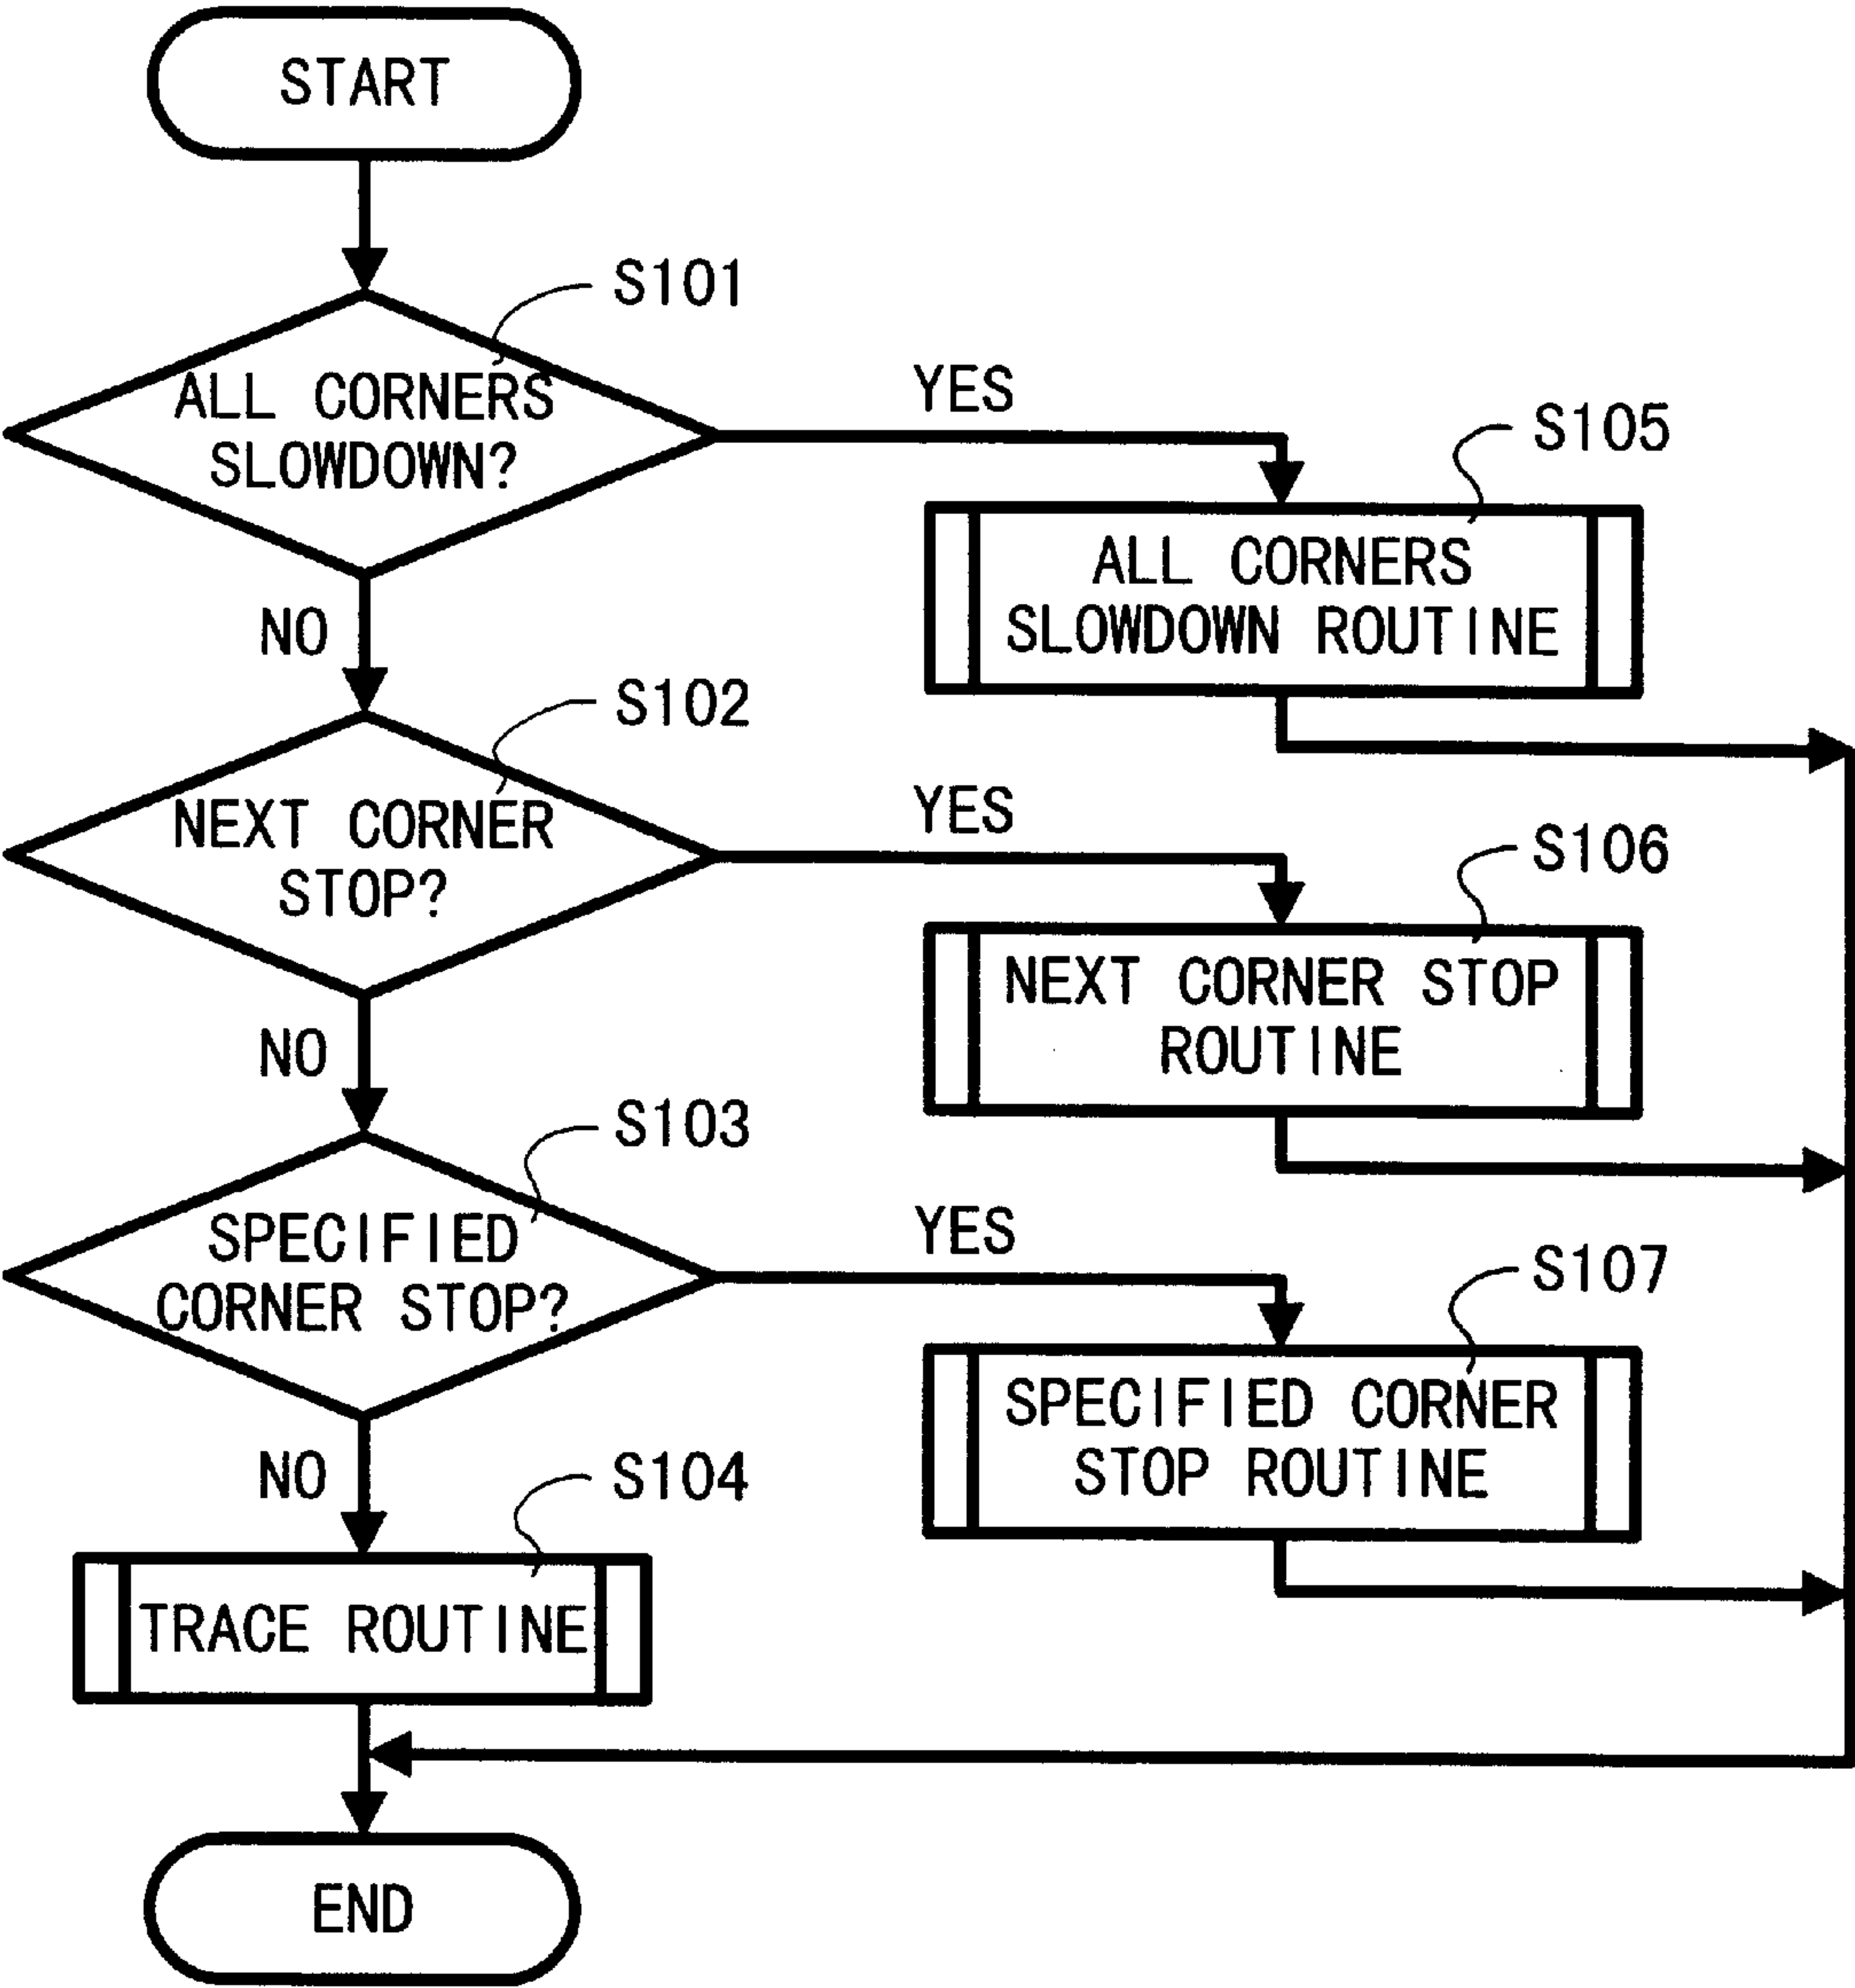 START
S101
ALL CORNERS
SLOWDOWN?
YES
S105
ALL CORNERS
SLOWDOWN ROUTINE
NO
S102
NEXT CORNER
STOP?
YES
S106
NEXT CORNER STOP
ROUTINE
NO
S103
SPECIFIED
CORNER STOP?
YES
S107
SPECIFIED CORNER
STOP ROUTINE
NO
S104
TRACE ROUTINE
END